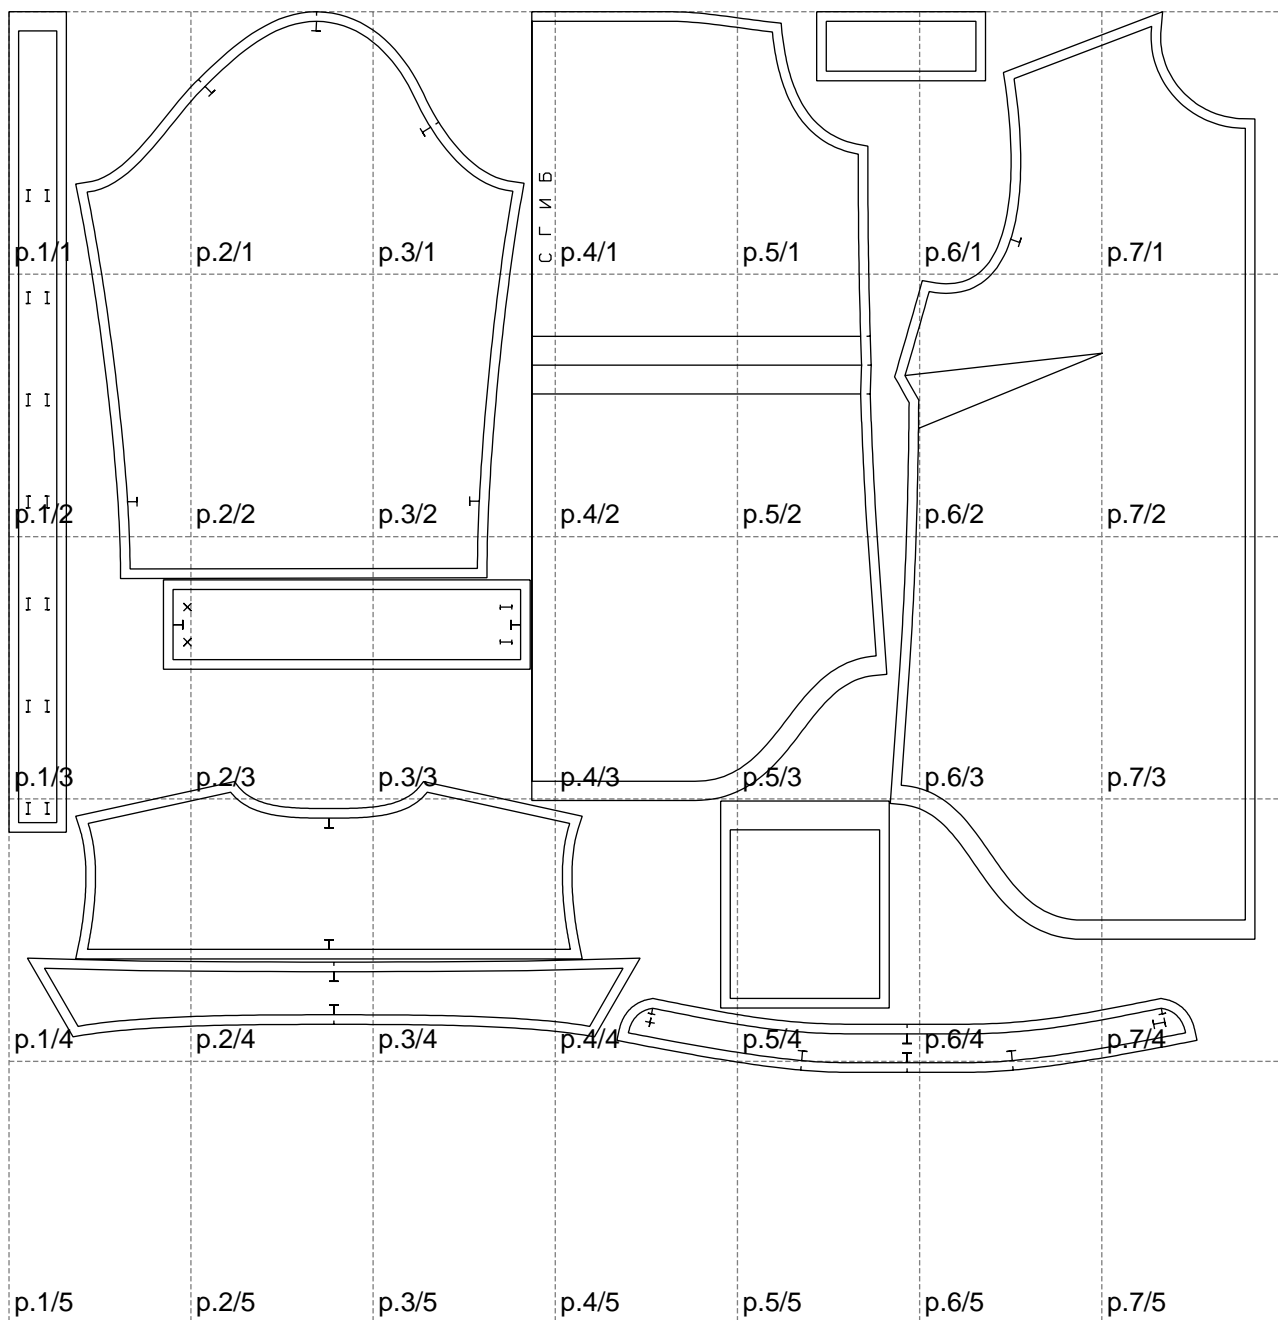 С Г И Б
p.1/1
p.2/1
p.3/1
p.4/1
p.5/1
p.6/1
p.7/1
p.1/2
p.2/2
p.3/2
p.4/2
p.5/2
p.6/2
p.7/2
p.1/3
p.2/3
p.3/3
p.4/3
p.5/3
p.6/3
p.7/3
p.1/4
p.2/4
p.3/4
p.4/4
p.5/4
p.6/4
p.7/4
p.1/5
p.2/5
p.3/5
p.4/5
p.5/5
p.6/5
p.7/5